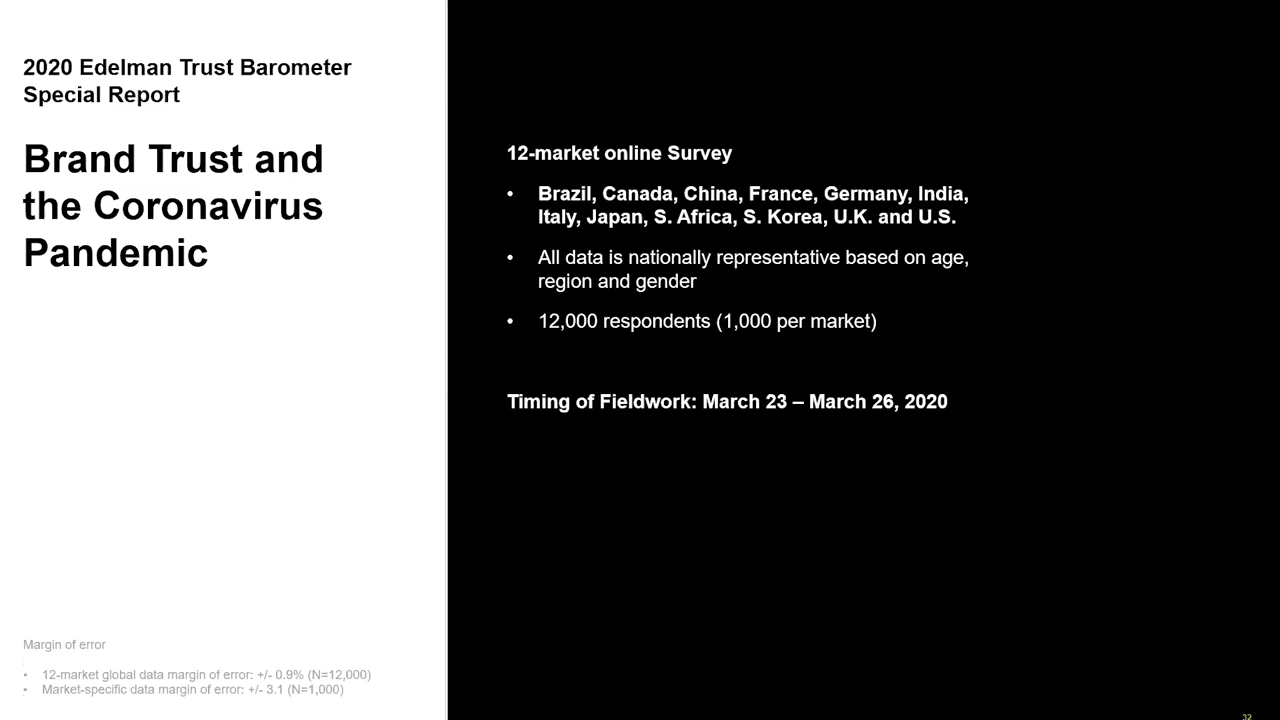 2020 Edelman Trust Barometer
Special Report
Brand Trust and
the Coronavirus
Pandemic
Margin of error
• 12-market global data margin of error: +/- 0.9% (N=12,000)
• Market-specific data margin of error: +/- 3.1 (N=1,000)
12-market online Survey
• Brazil, Canada, China, France, Germany, India,
Italy, Japan, S. Africa, S. Korea, U.K. and U.S.
• All data is nationally representative based on age,
region and gender
• 12,000 respondents (1,000 per market)
Timing of Fieldwork: March 23 – March 26, 2020